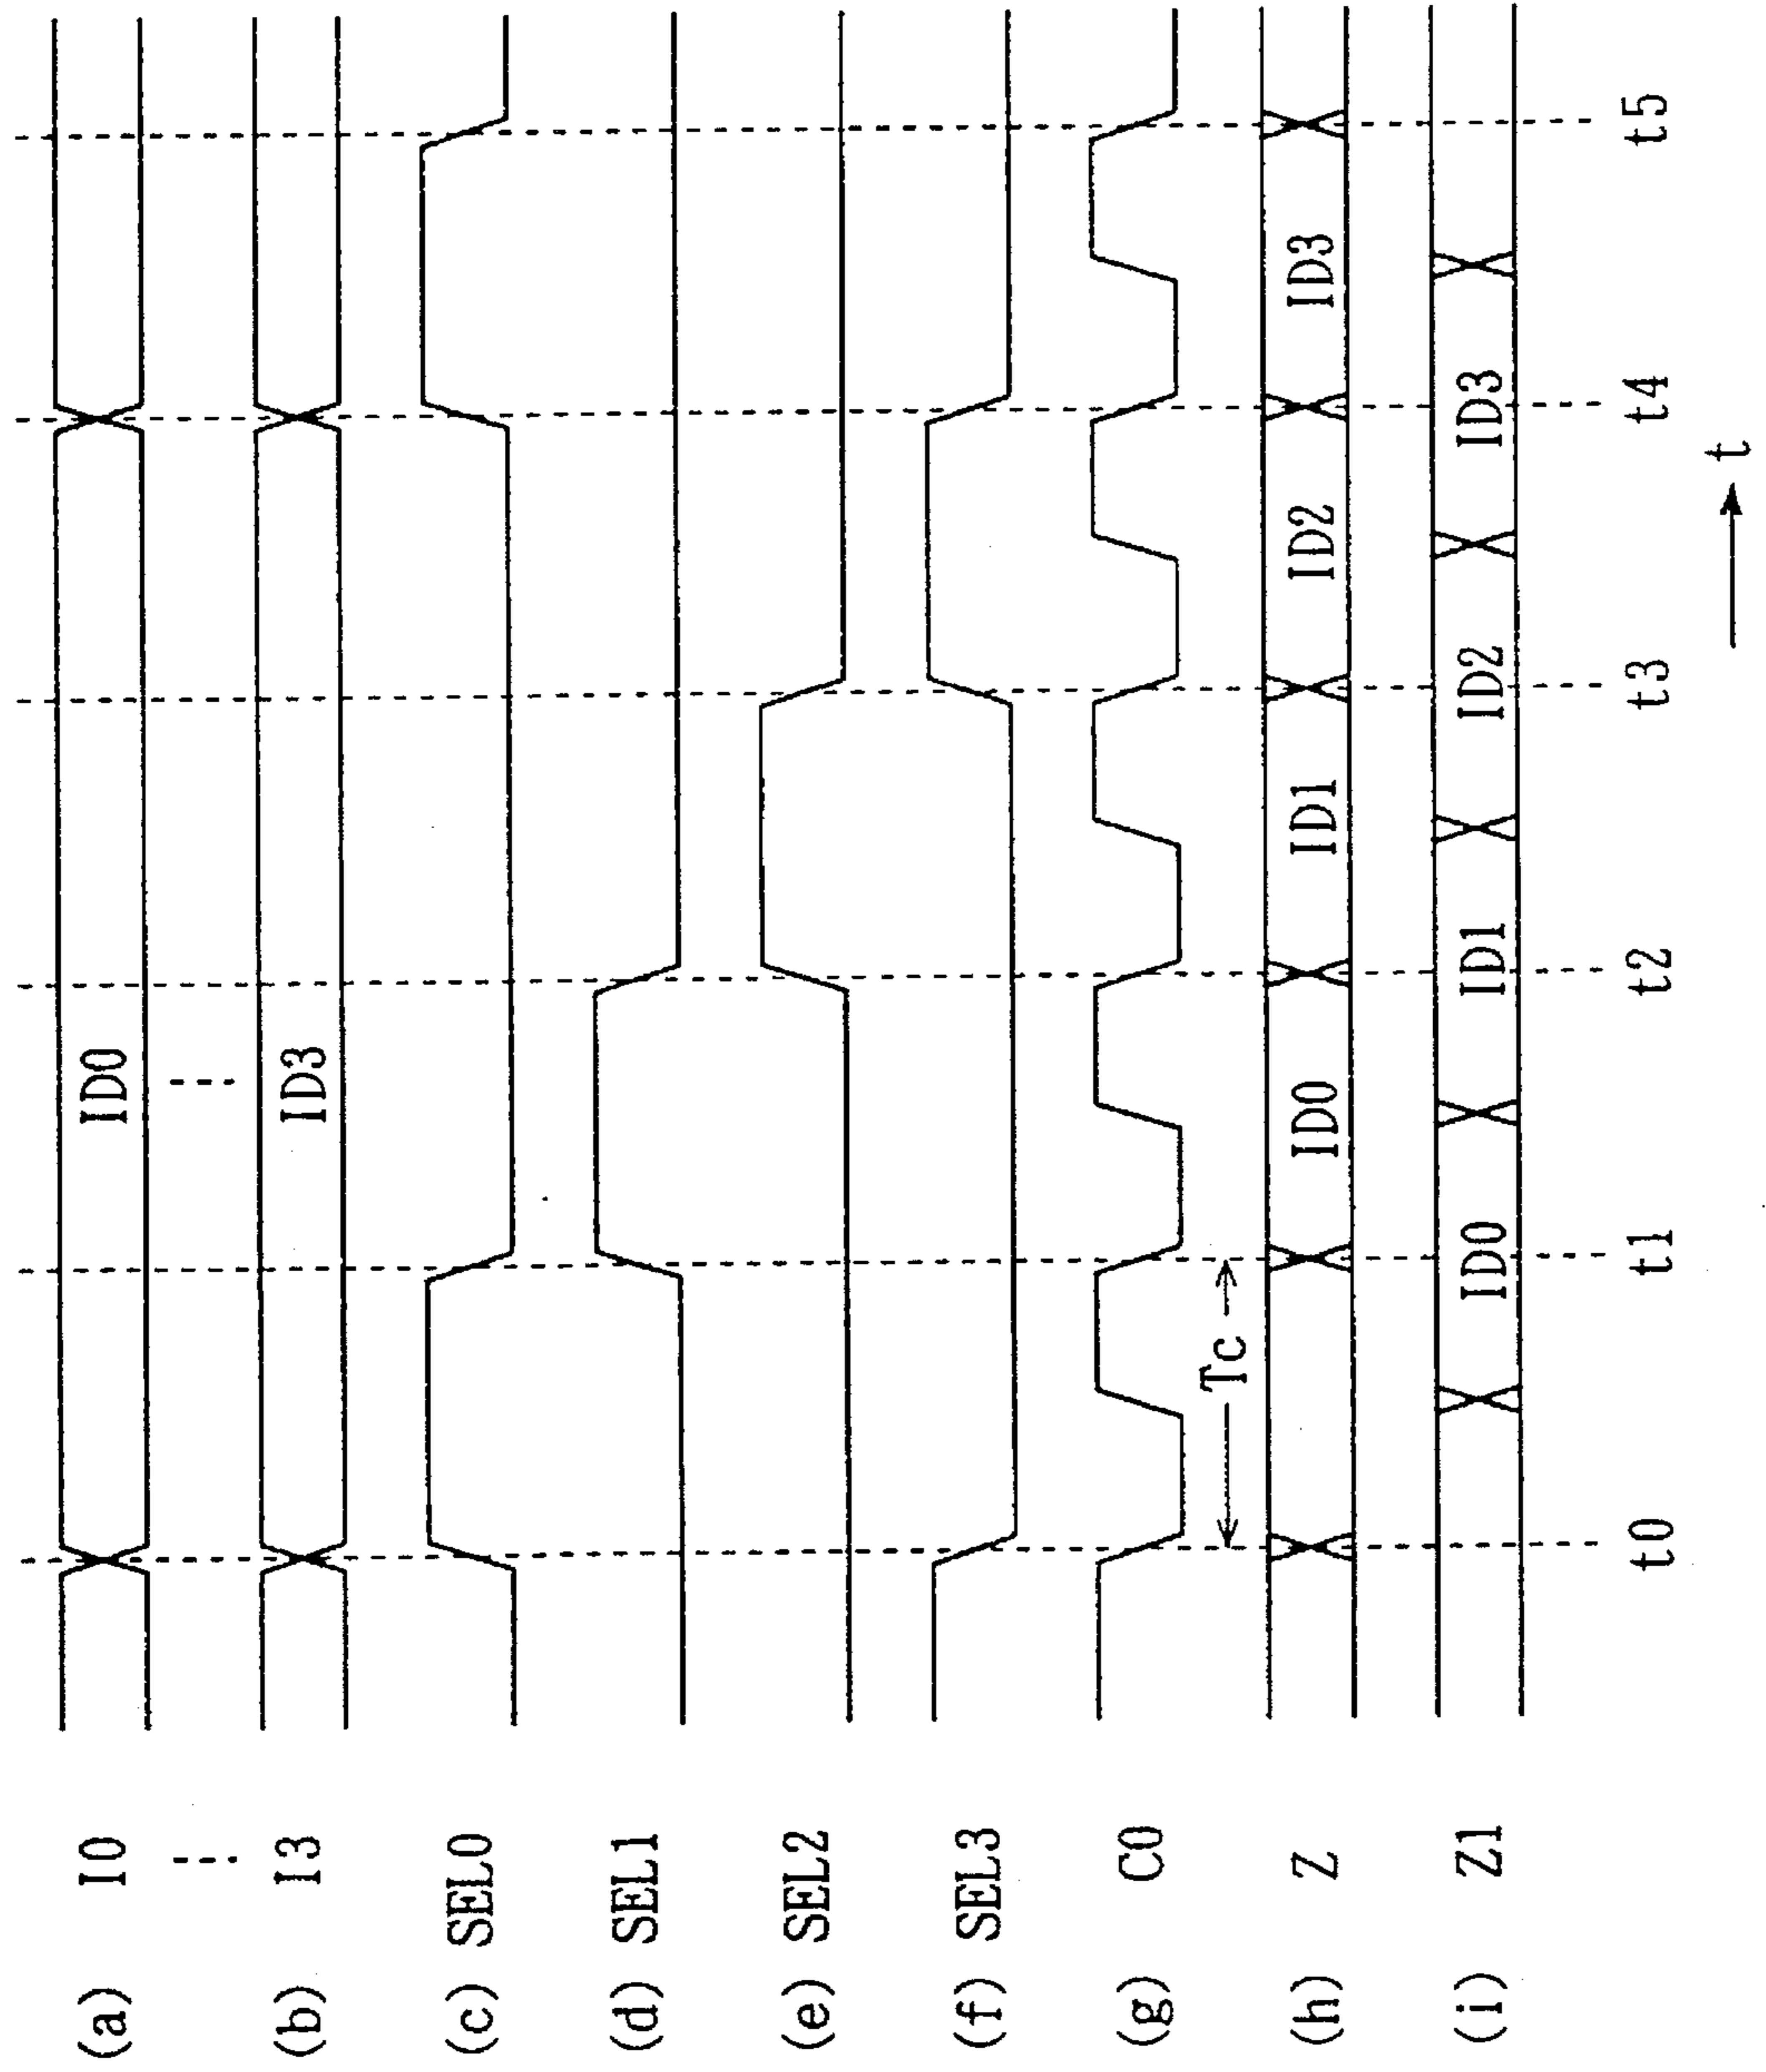 (a) I0 ID0
(b) I3 ID3
(c) SEL0
(d) SEL1
(e) SEL2
(f) SEL3
(g) C0
Tc
(h) Z ID0 ID1 ID2 ID3
(i) Z1 ID0 ID1 ID2 ID3
t0 t1 t2 t3 t4 t5
t